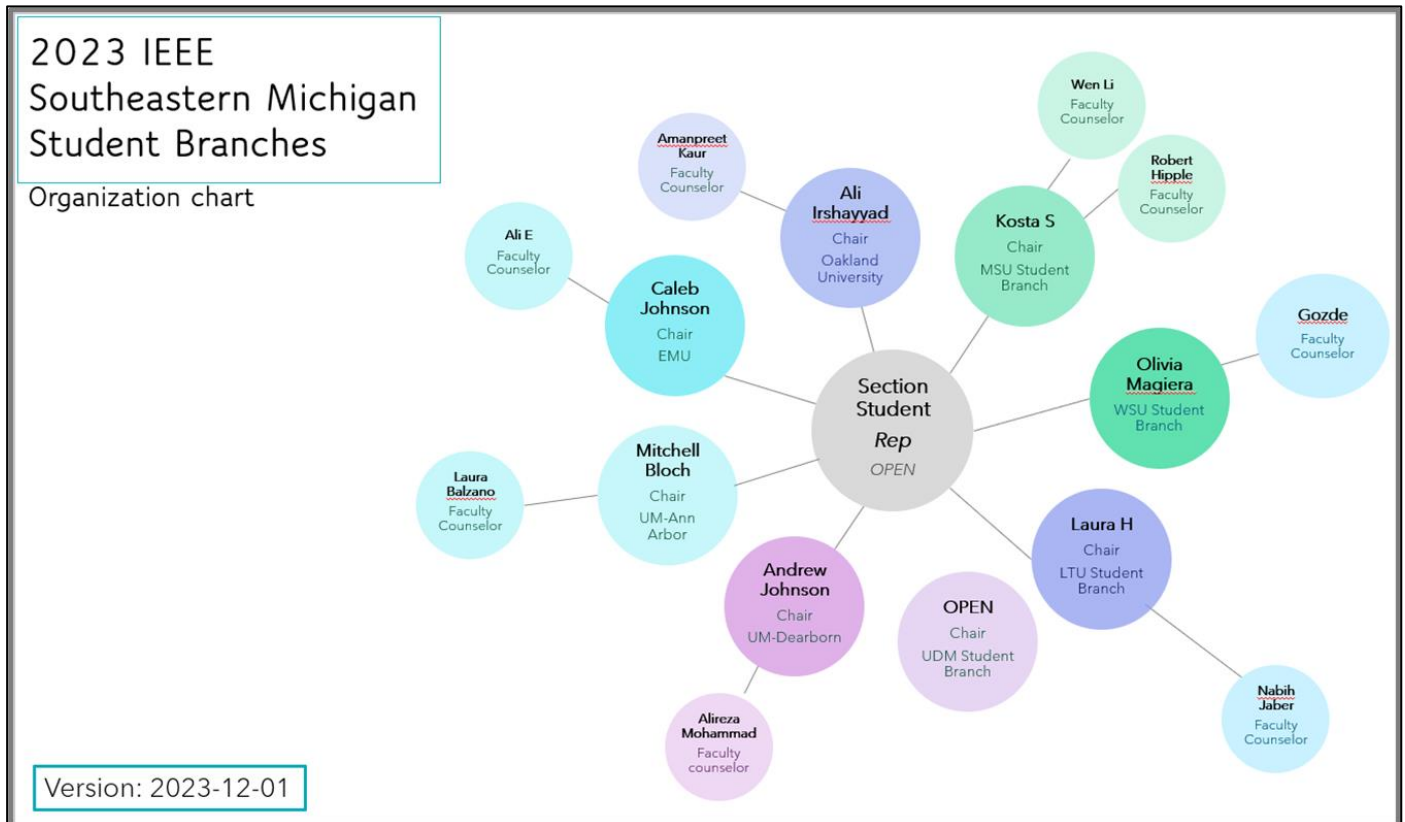 2023 IEEE
Southeastern Michigan
Student Branches
Organization chart
Wen Li
Faculty
Counselor
Amanpreet
Kaur
Faculty
Counselor
Robert
Hipple
Faculty
Counselor
Ali
Irshayyad
Chair
Oakland
University
Kosta S
Chair
MSU Student
Branch
Ali E
Faculty
Counselor
Caleb
Johnson
Chair
EMU
Gozde
Faculty
Counselor
Olivia
Magiera
WSU Student
Branch
Section
Student
Rep
OPEN
Mitchell
Bloch
Chair
UM-Ann
Arbor
Laura
Balzano
Faculty
Counselor
Laura H
Chair
LTU Student
Branch
Andrew
Johnson
Chair
UM-Dearborn
OPEN
Chair
UDM Student
Branch
Nabih
Jaber
Faculty
Counselor
Alireza
Mohammad
Faculty
counselor
Version: 2023-12-01